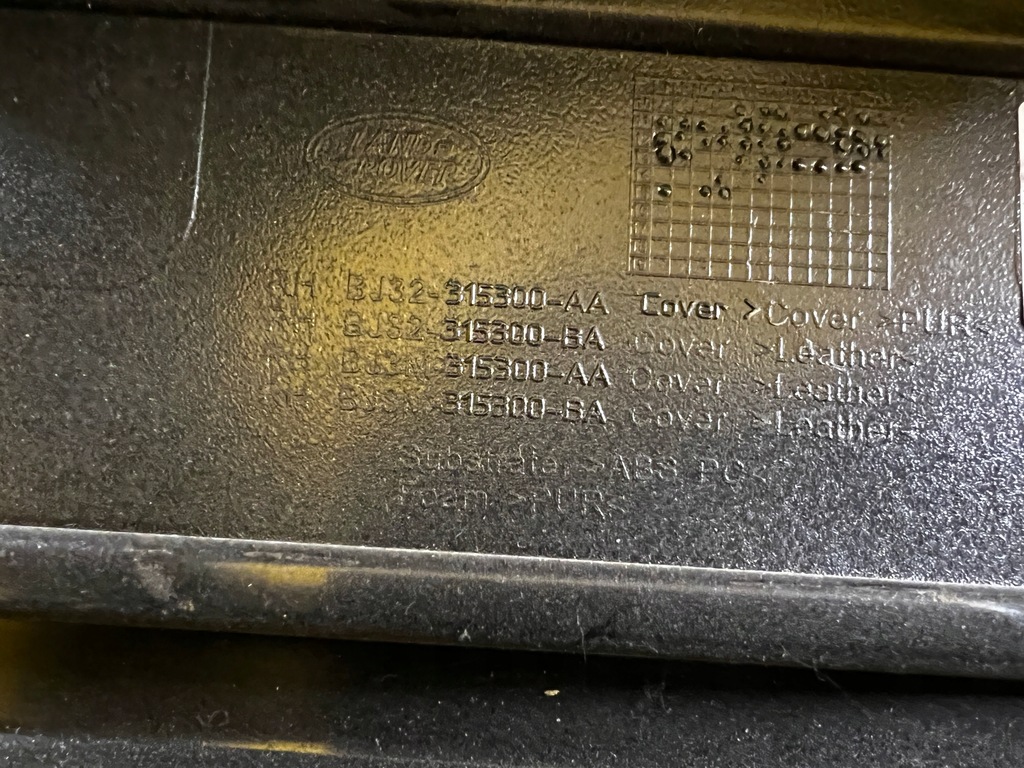 LAND
ROVER
RH BJ32-315300-AA Cover >Cover >PUR<
RH BJ32-315300-BA Cover >Leather<
315300-AA Cover >Leather<
315300-BA Cover >Leather<
Substrate >ABS PC<
Foam >PUR<